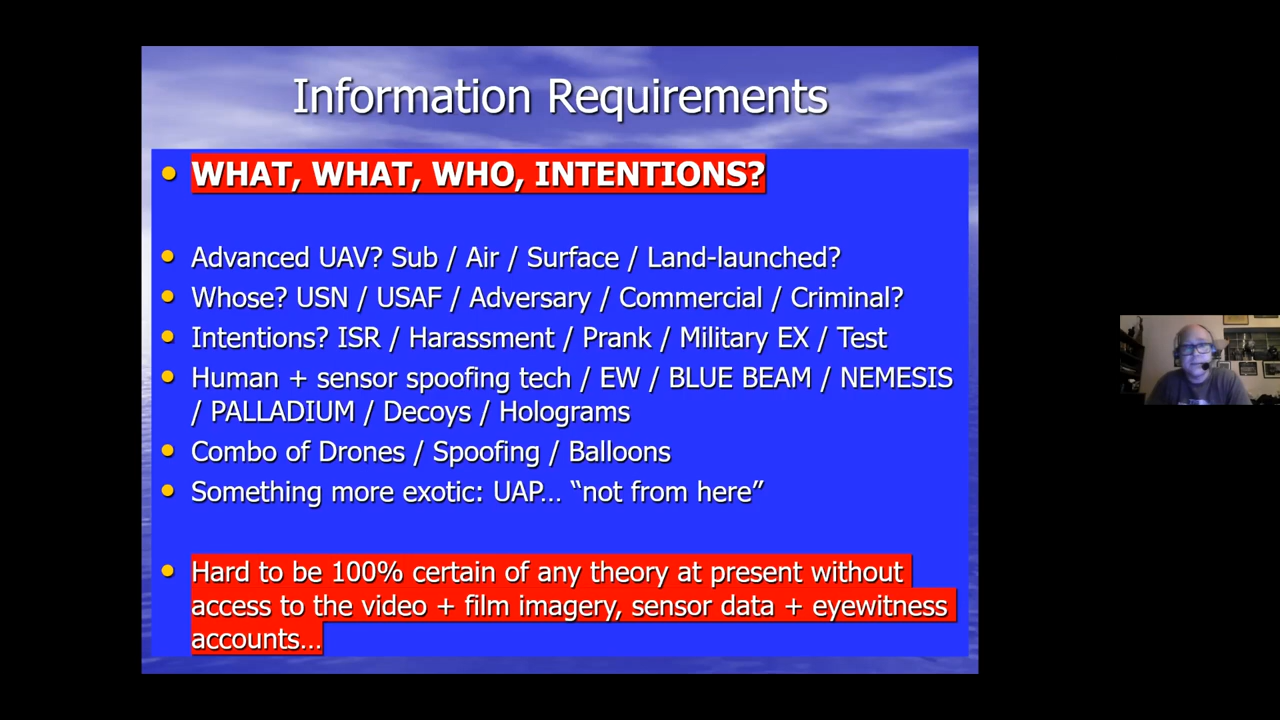 Information Requirements
WHAT, WHAT, WHO, INTENTIONS?
Advanced UAV? Sub / Air / Surface / Land-launched?
Whose? USN / USAF / Adversary / Commercial / Criminal?
Intentions? ISR / Harassment / Prank / Military EX / Test
Human + sensor spoofing tech / EW / BLUE BEAM / NEMESIS
/ PALLADIUM / Decoys / Holograms
Combo of Drones / Spoofing / Balloons
Something more exotic: UAP… “not from here”
Hard to be 100% certain of any theory at present without
access to the video + film imagery, sensor data + eyewitness
accounts…